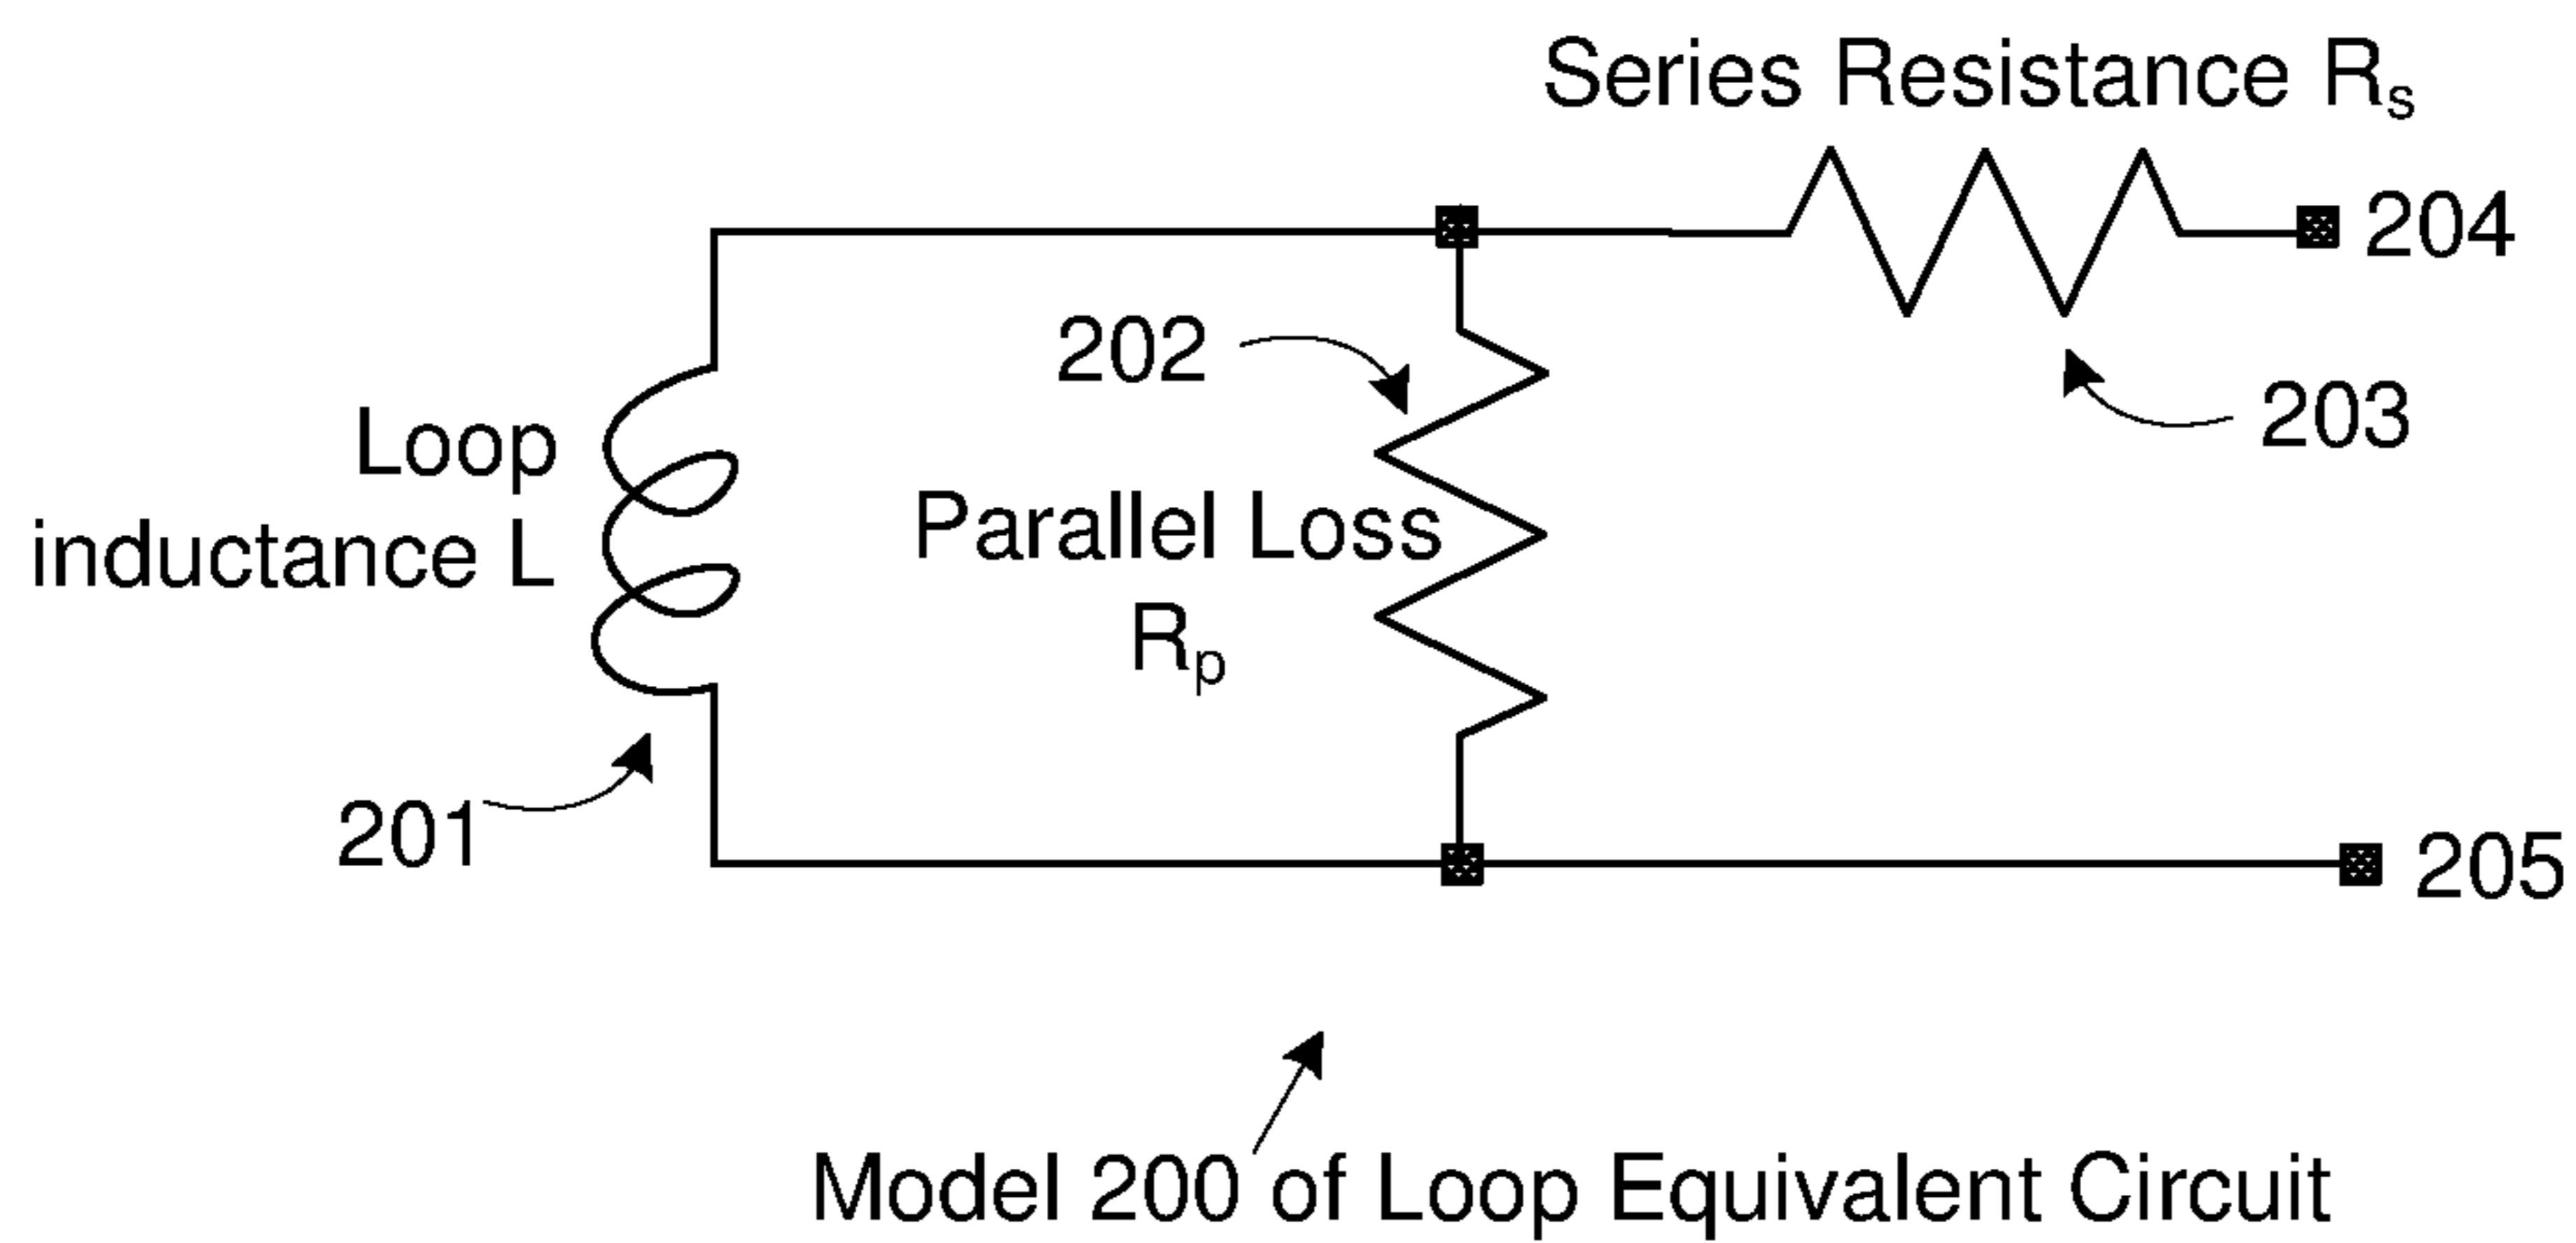 Series Resistance Rs
204
202
203
Loop
inductance L
Parallel Loss
Rp
201
205
Model 200 of Loop Equivalent Circuit